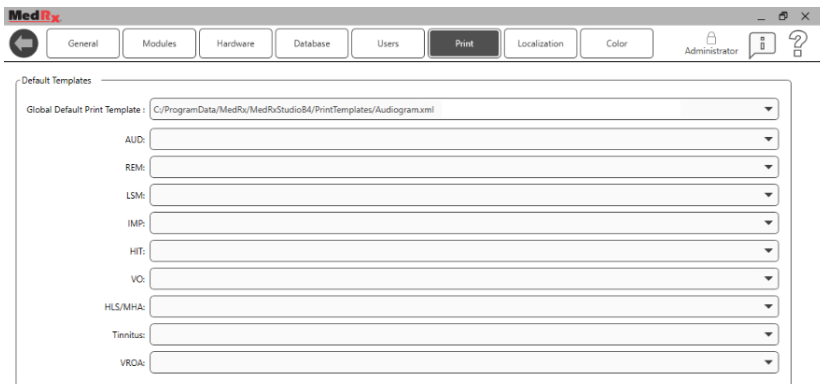 MedRx
General Modules Hardware Database Users Print Localization Color Administrator
Default Templates
Global Default Print Template : C:/ProgramData/MedRx/MedRxStudio84/PrintTemplates/Audiogram.xml
AUD:
REM:
LSM:
IMP:
HIT:
VO:
HLS/MHA:
Tinnitus:
VROA: